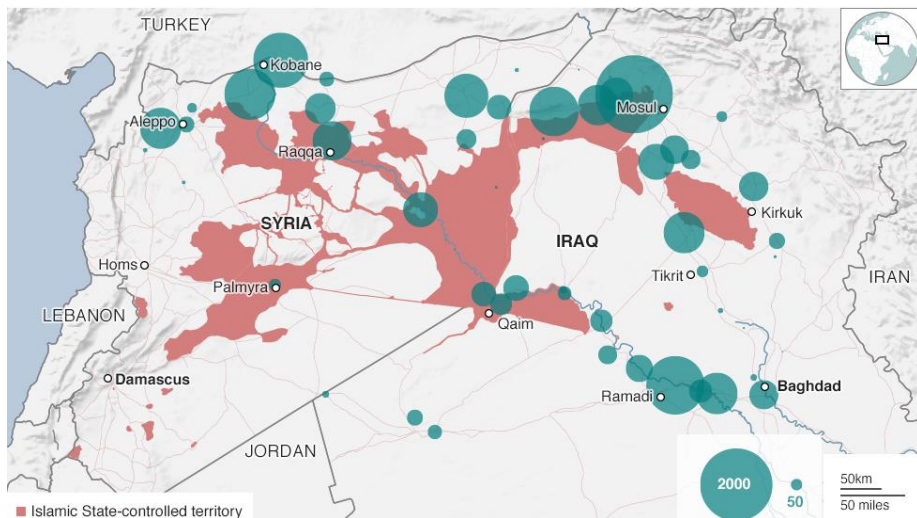 TURKEY
Kobane
Mosul
Aleppo
Raqqa
SYRIA
Kirkuk
IRAQ
Homs
Tikrit
IRAN
Palmyra
LEBANON
Qaim
Damascus
Baghdad
Ramadi
JORDAN
2000
50
50km
50 miles
Islamic State-controlled territory